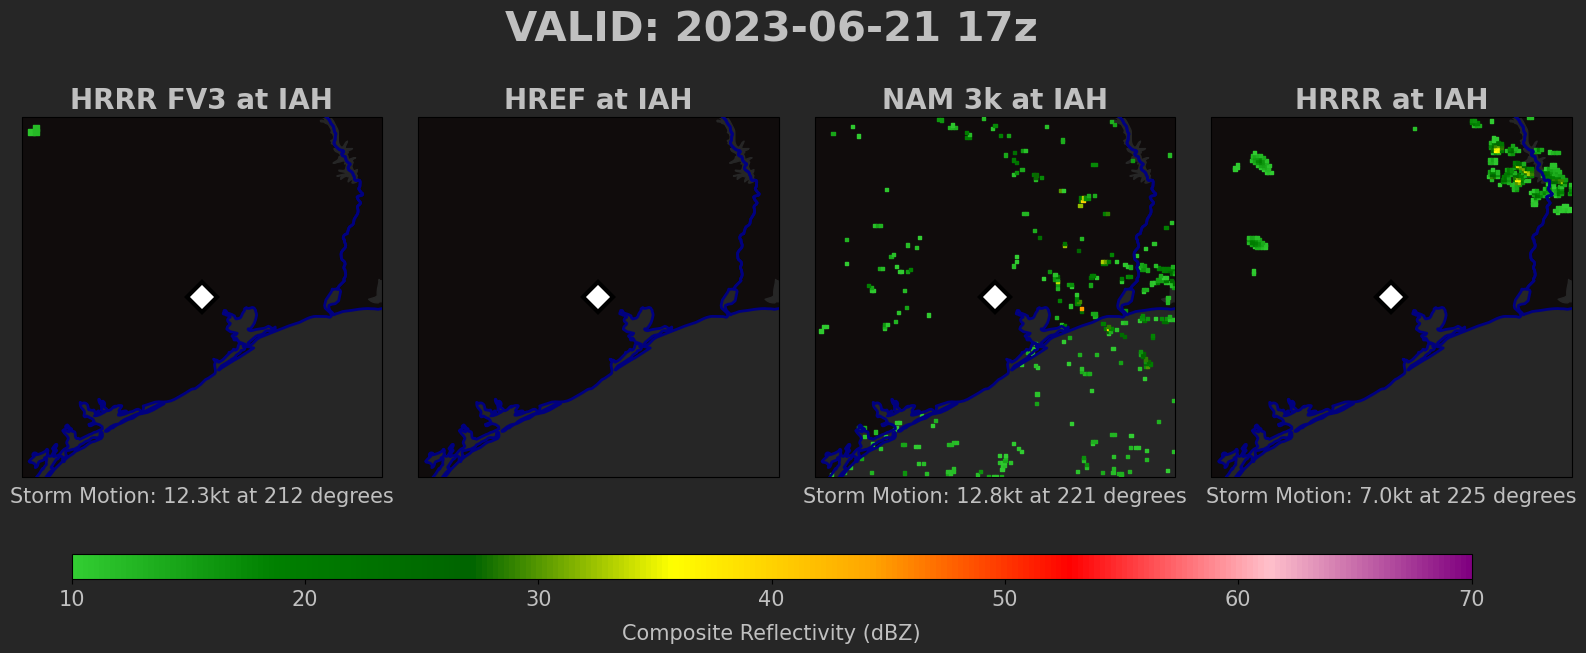 VALID: 2023-06-21 17z
HRRR FV3 at IAH
HREF at IAH
NAM 3k at IAH
HRRR at IAH
Storm Motion: 12.3kt at 212 degrees
Storm Motion: 12.8kt at 221 degrees
Storm Motion: 7.0kt at 225 degrees
10 20 30 40 50 60 70
Composite Reflectivity (dBZ)